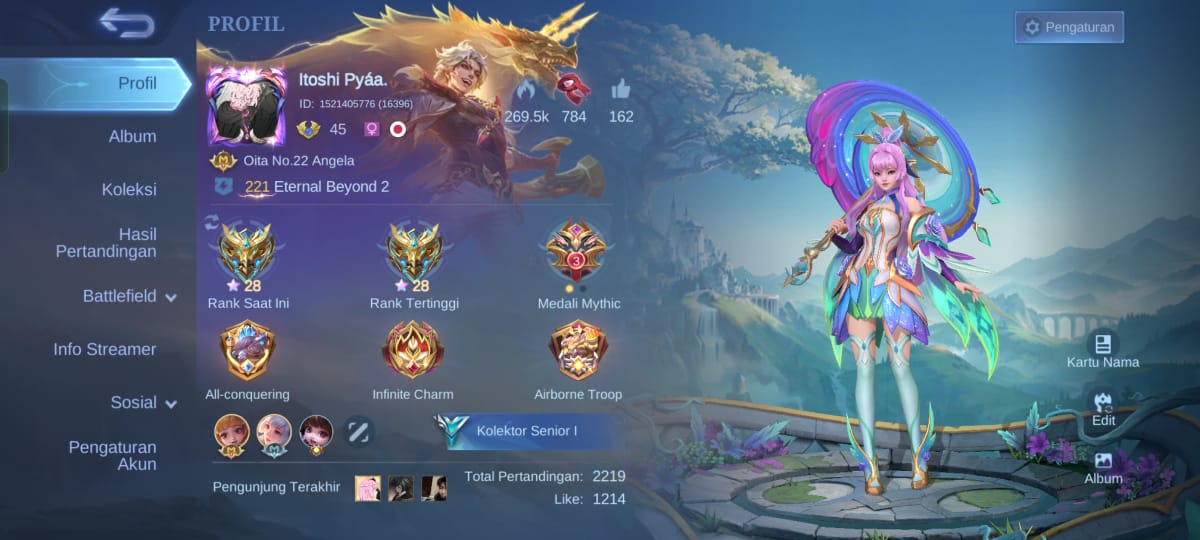 PROFIL
Pengaturan
Profil
Album
Koleksi
Hasil
Pertandingan
Battlefield
Info Streamer
Sosial
Pengaturan
Akun
Itoshi Pyáa.
ID: 1521405776 (16396)
45
269.5k
784
162
Oita No.22 Angela
221 Eternal Beyond 2
28
Rank Saat Ini
28
Rank Tertinggi
3
Medali Mythic
All-conquering
Infinite Charm
Airborne Troop
Kolektor Senior I
Pengunjung Terakhir
Total Pertandingan: 2219
Like: 1214
Kartu Nama
Edit
Album